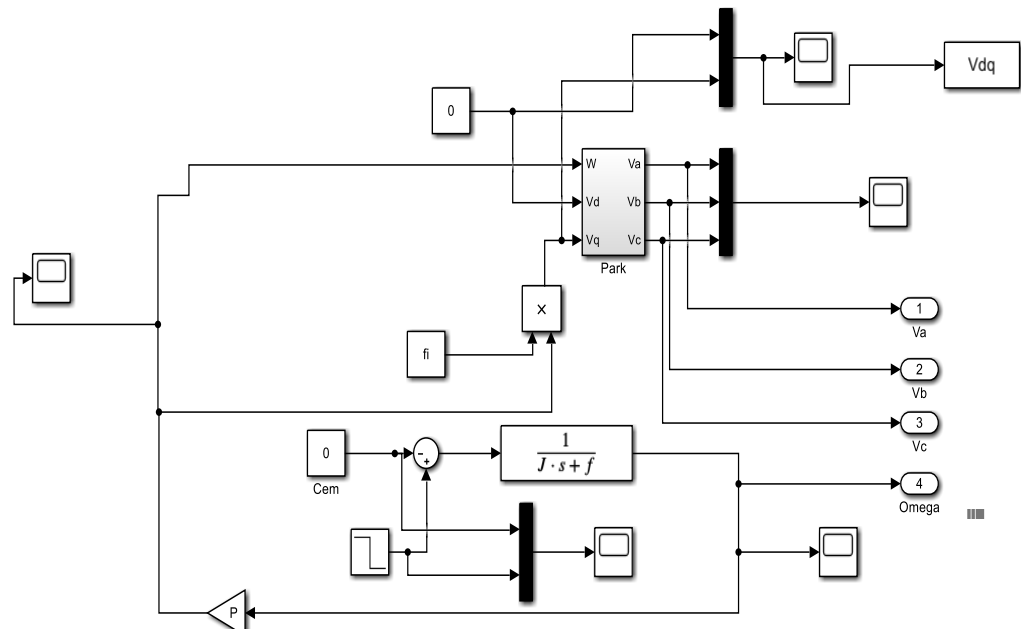 Vdq
0
W
Va
Vd
Vb
Vq
Vc
Park
X
1
Va
fi
2
Vb
3
Vc
0
Cem
-
+
1
J · s + f
4
Omega
P